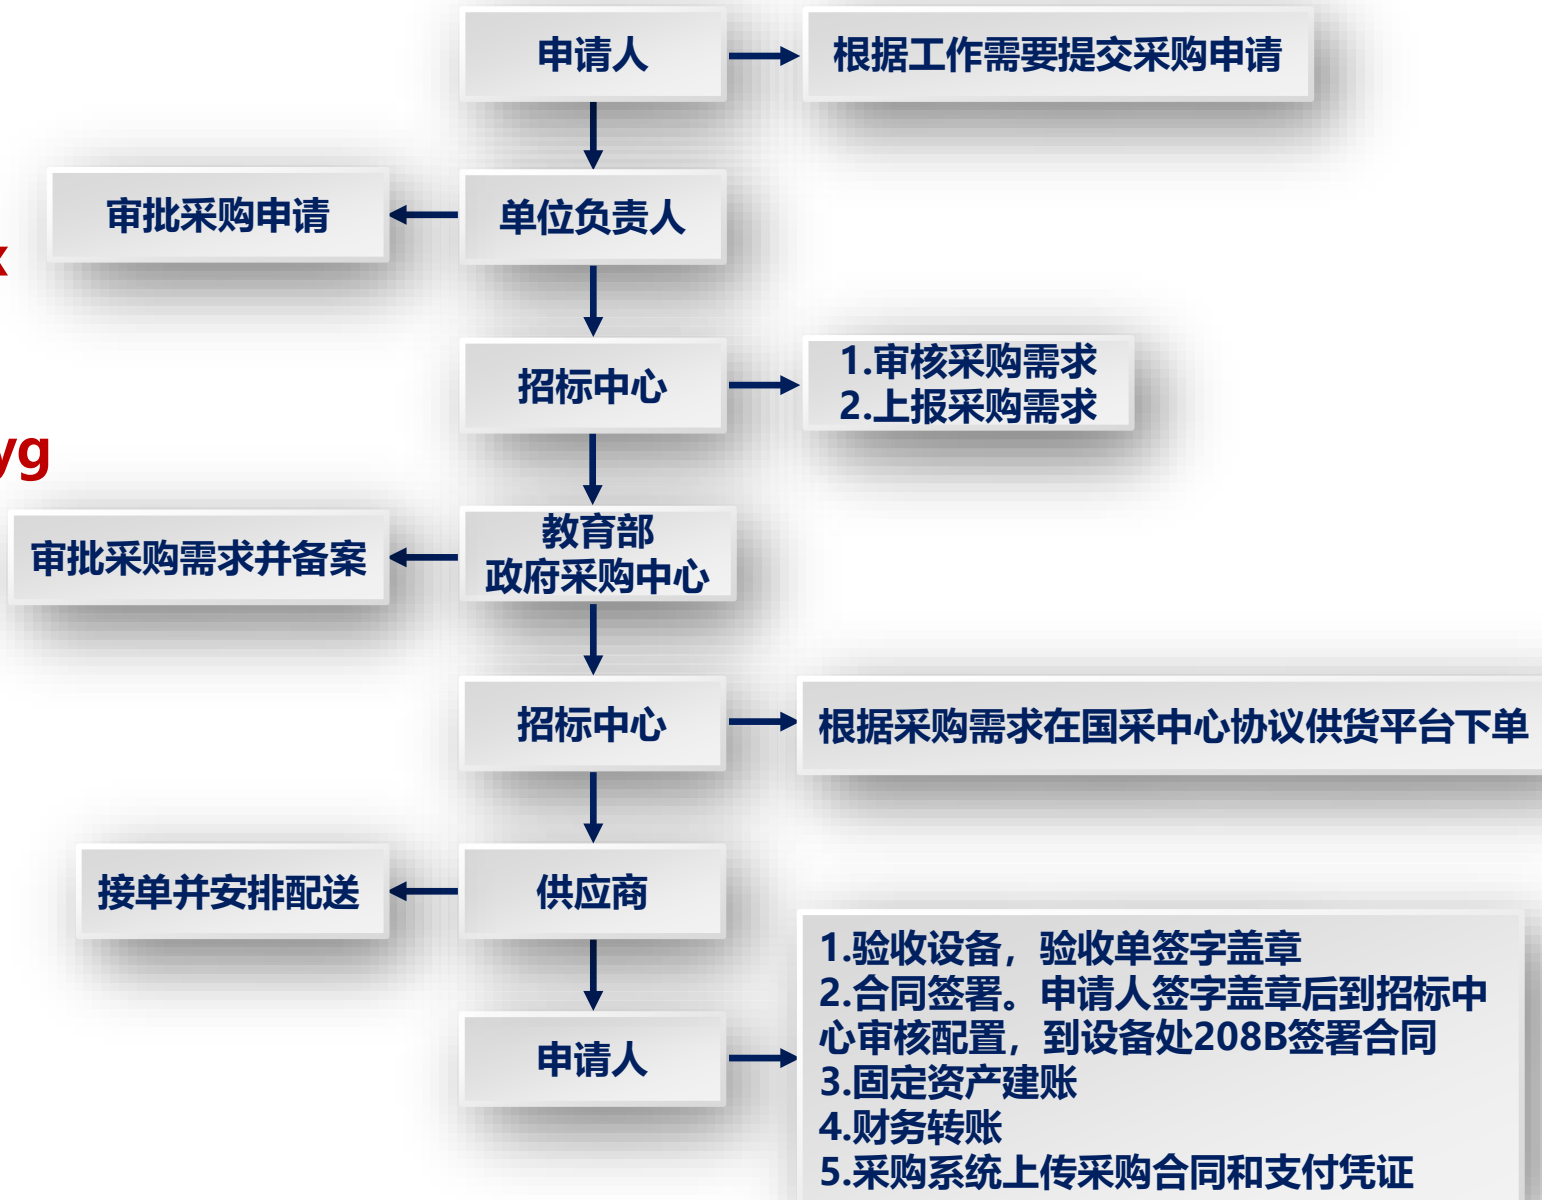 申请人
根据工作需要提交采购申请
审批采购申请
单位负责人
x
招标中心
1.审核采购需求
2.上报采购需求
yg
审批采购需求并备案
教育部
政府采购中心
招标中心
根据采购需求在国采中心协议供货平台下单
接单并安排配送
供应商
申请人
1.验收设备，验收单签字盖章
2.合同签署。申请人签字盖章后到招标中
心审核配置，到设备处208B签署合同
3.固定资产建账
4.财务转账
5.采购系统上传采购合同和支付凭证